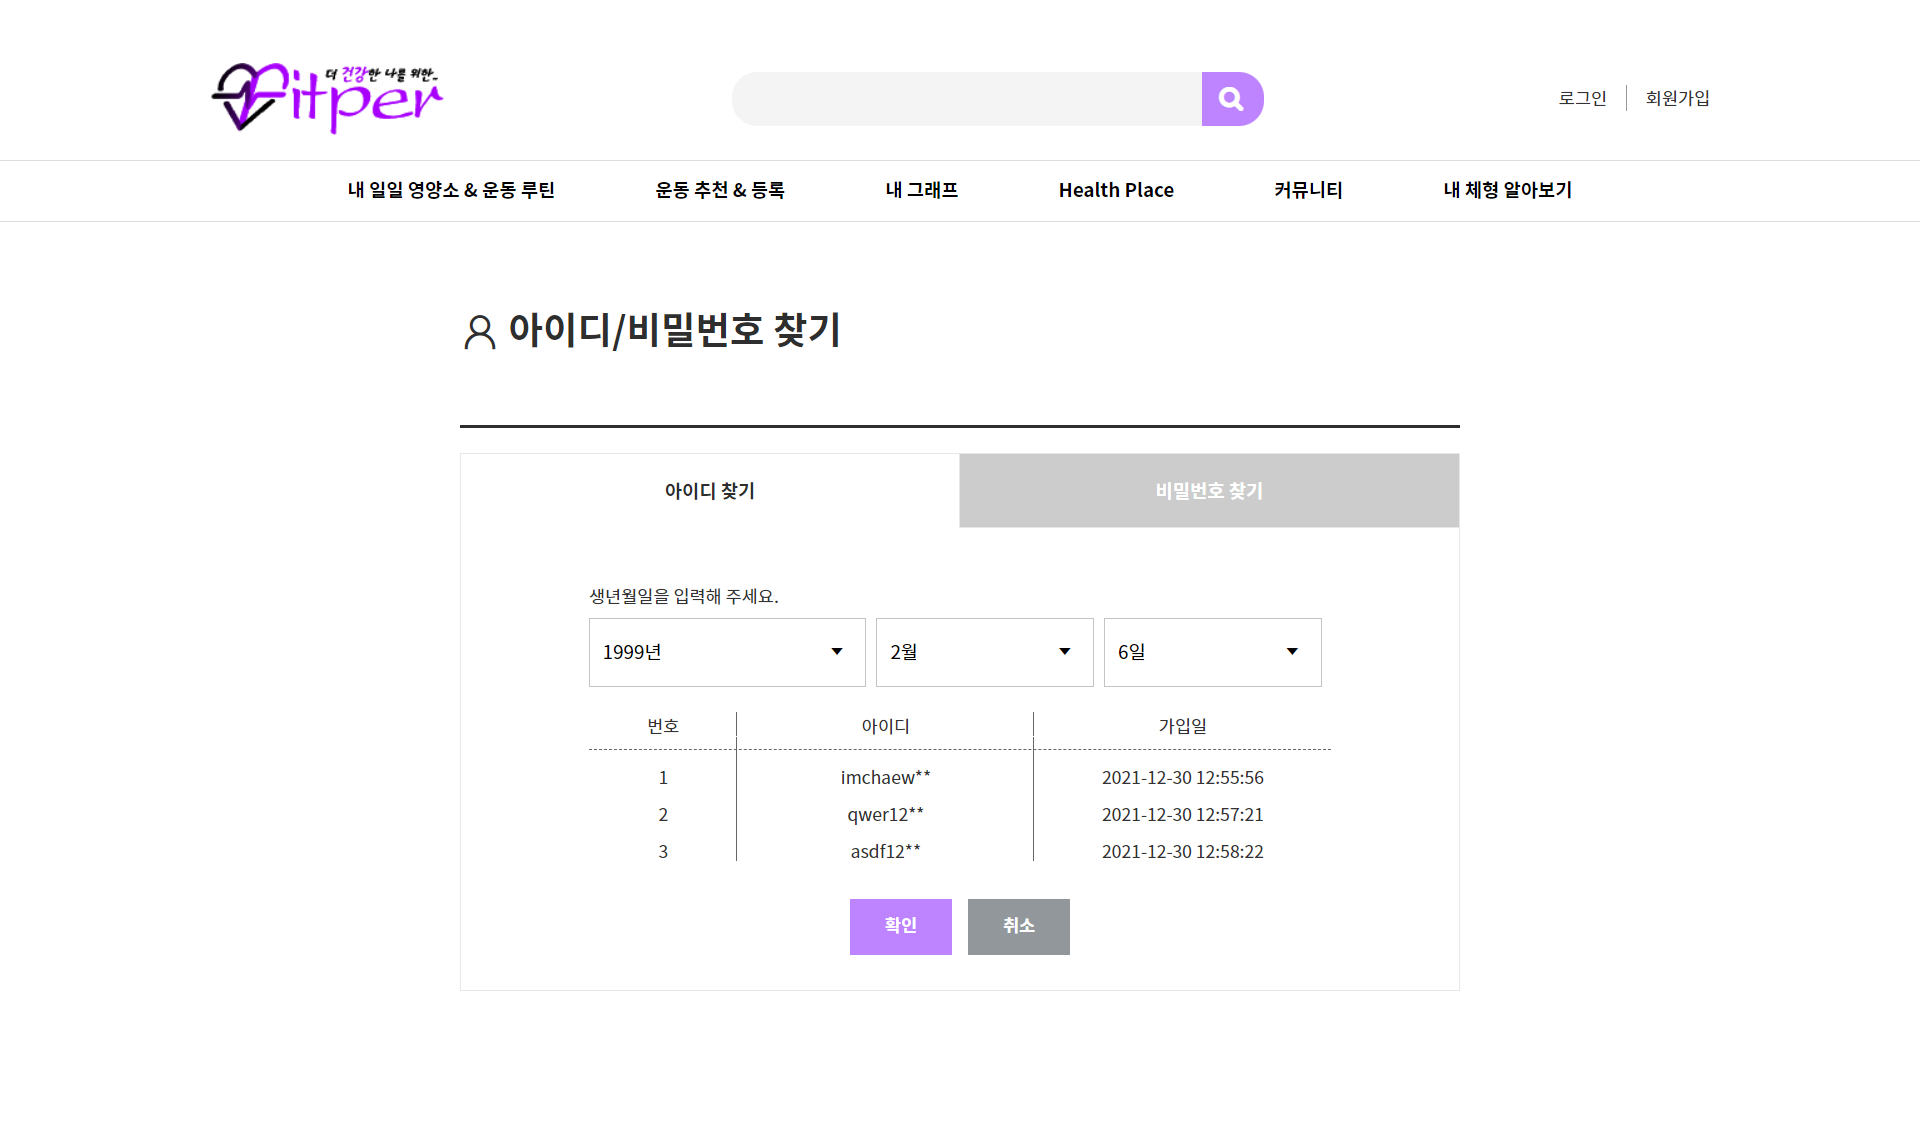 더 건강한 나를 위한..
Fitper
로그인 회원가입
내 일일 영양소 & 운동 루틴 운동 추천 & 등록 내 그래프 Health Place 커뮤니티 내 체형 알아보기
아이디/비밀번호 찾기
아이디 찾기 비밀번호 찾기
생년월일을 입력해 주세요.
1999년 2월 6일
번호 아이디 가입일
1 imchaew** 2021-12-30 12:55:56
2 qwer12** 2021-12-30 12:57:21
3 asdf12** 2021-12-30 12:58:22
확인 취소